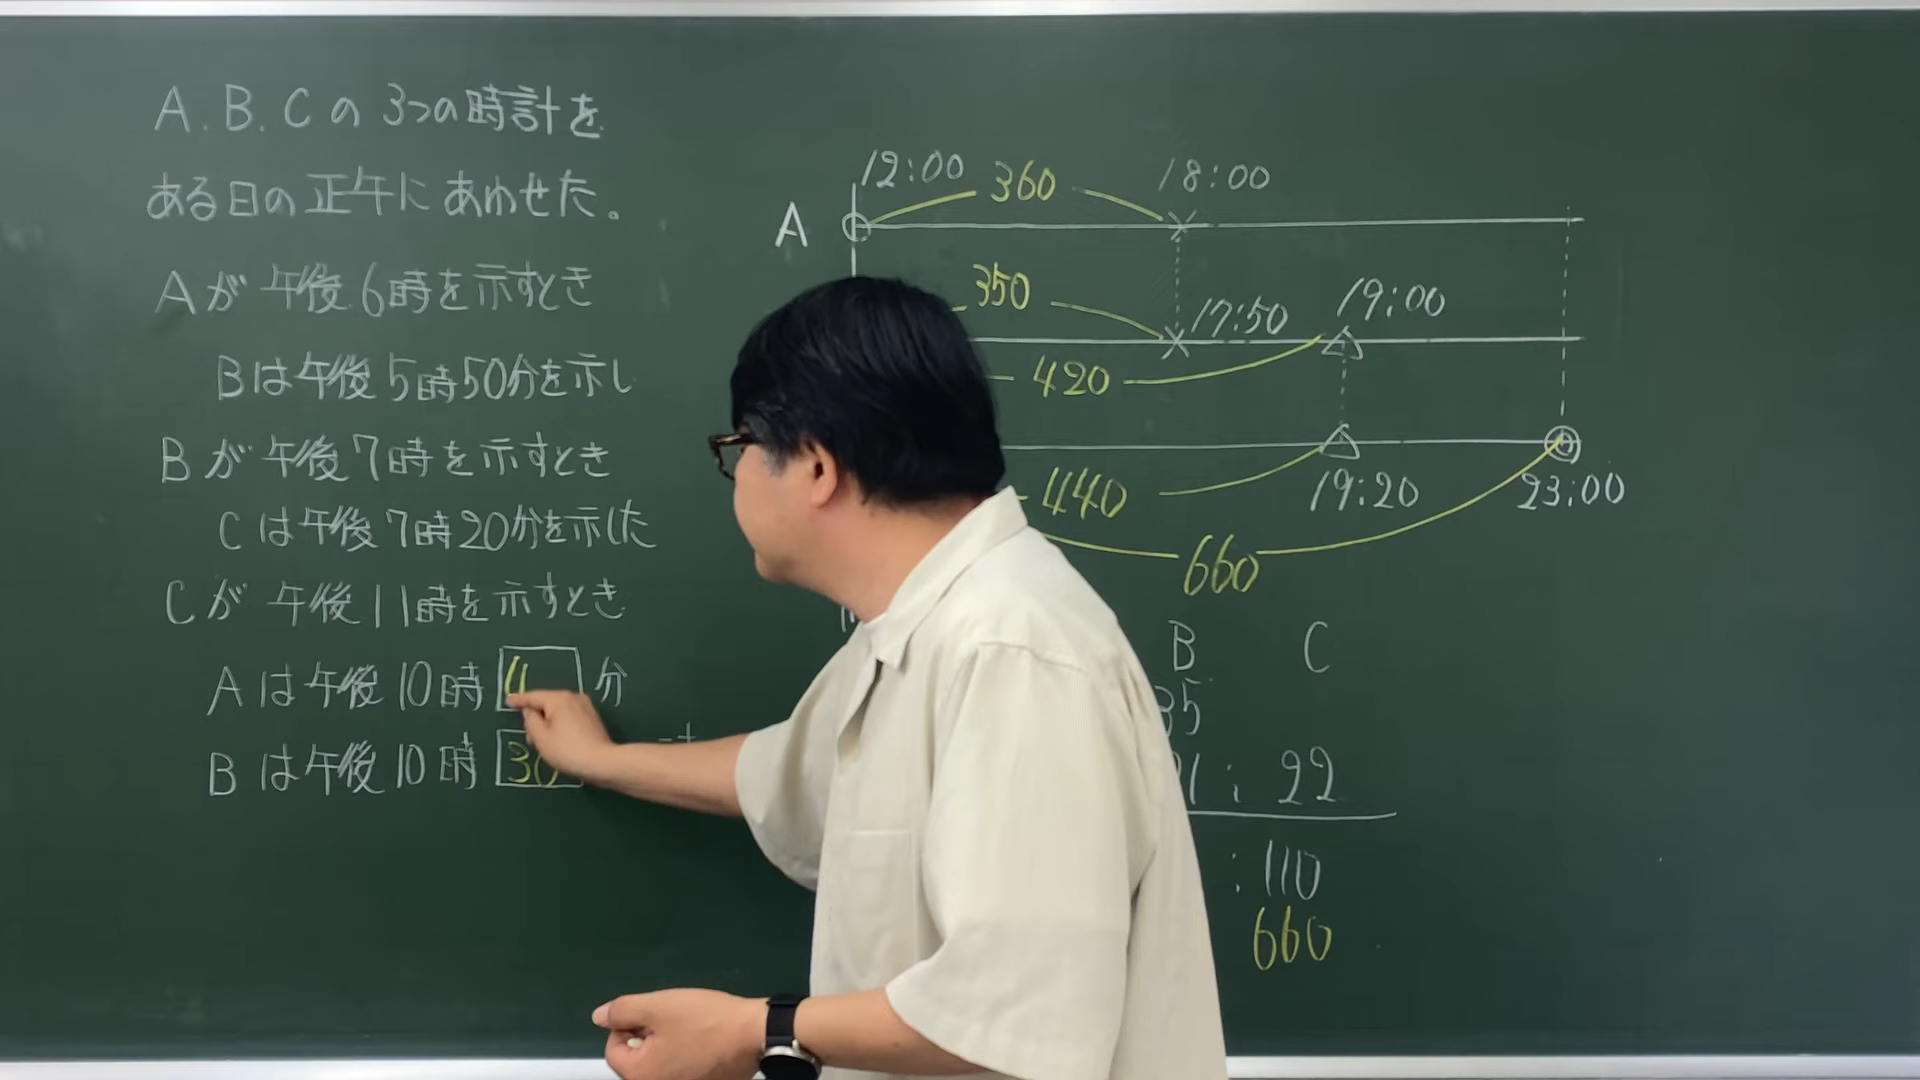 A.B.Cの3つの時計を
ある日の正午にあわせた。
Aが午後6時を示すとき
Bは午後5時50分を示し
Bが午後7時を示すとき
Cは午後7時20分を示した
Cが午後11時を示すとき
Aは午後10時 4 分
Bは午後10時 30
12:00 360 18:00
A
350 17:50 19:00
420
440 19:20 23:00
660
B C
35
21 : 22
: 110
660